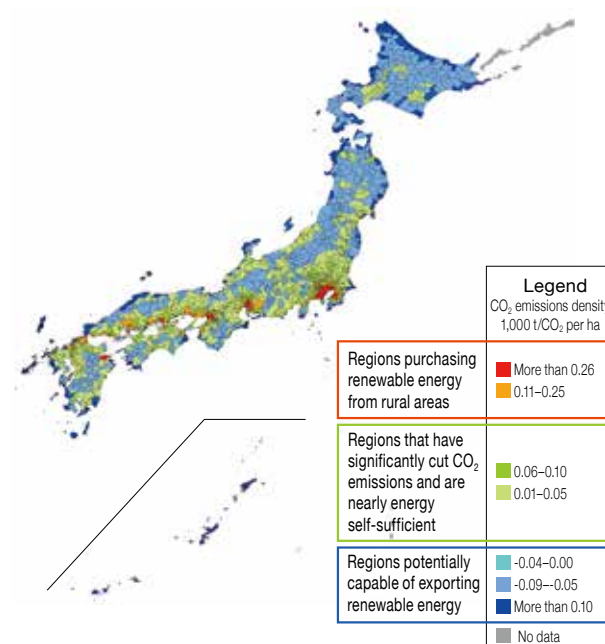 Legend
CO₂ emissions density
1,000 t/CO₂ per ha
Regions purchasing
renewable energy
from rural areas
More than 0.26
0.11–0.25
Regions that have
significantly cut CO₂
emissions and are
nearly energy
self-sufficient
0.06–0.10
0.01–0.05
Regions potentially
capable of exporting
renewable energy
-0.04–0.00
-0.09–-0.05
More than 0.10
No data